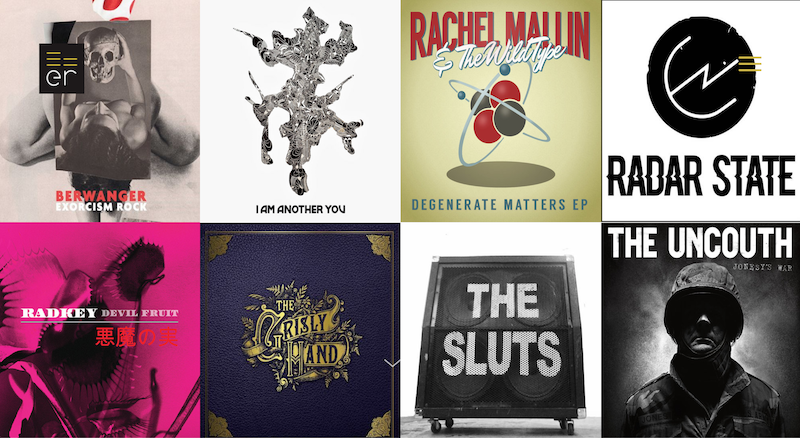 er
BERWANGER
EXORCISM ROCK
I AM ANOTHER YOU
RACHEL MALLIN
& The Wild Type
DEGENERATE MATTERS EP
RADAR STATE
RADKEY DEVIL FRUIT
悪魔の実
THE
GRISLY
HAND
THE
SLUTS
THE UNCOUTH
JONESY'S WAR